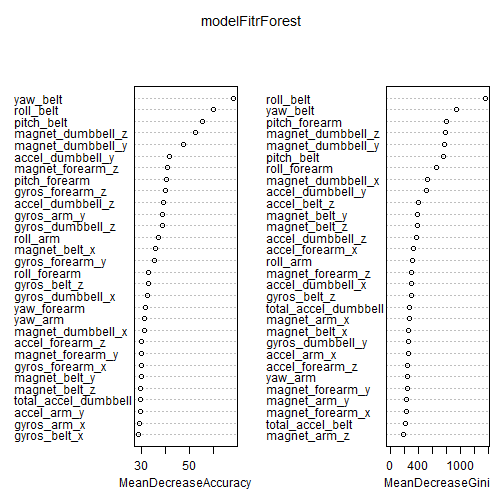 modelFitrForest
yaw_belt
roll_belt
pitch_belt
magnet_dumbbell_z
magnet_dumbbell_y
accel_dumbbell_y
magnet_forearm_z
pitch_forearm
gyros_forearm_z
accel_dumbbell_z
gyros_arm_y
gyros_dumbbell_z
roll_arm
magnet_belt_x
gyros_forearm_y
roll_forearm
gyros_belt_z
gyros_dumbbell_x
yaw_forearm
yaw_arm
magnet_dumbbell_x
accel_forearm_z
magnet_forearm_y
gyros_forearm_x
magnet_belt_y
magnet_belt_z
total_accel_dumbbell
accel_arm_y
gyros_arm_x
gyros_belt_x
30 50
MeanDecreaseAccuracy
roll_belt
yaw_belt
pitch_forearm
magnet_dumbbell_z
magnet_dumbbell_y
pitch_belt
roll_forearm
magnet_dumbbell_x
accel_dumbbell_y
accel_belt_z
magnet_belt_y
magnet_belt_z
accel_dumbbell_z
accel_forearm_x
roll_arm
magnet_forearm_z
accel_dumbbell_x
gyros_belt_z
total_accel_dumbbell
magnet_arm_x
magnet_belt_x
gyros_dumbbell_y
accel_arm_x
accel_forearm_z
yaw_arm
magnet_forearm_y
magnet_arm_y
magnet_forearm_x
total_accel_belt
magnet_arm_z
0 400 1000
MeanDecreaseGini